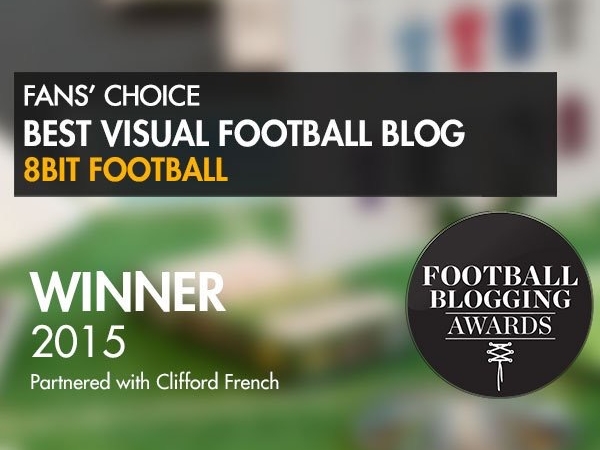 FANS’ CHOICE
BEST VISUAL FOOTBALL BLOG
8BIT FOOTBALL
WINNER
2015
Partnered with Clifford French
FOOTBALL
BLOGGING
AWARDS